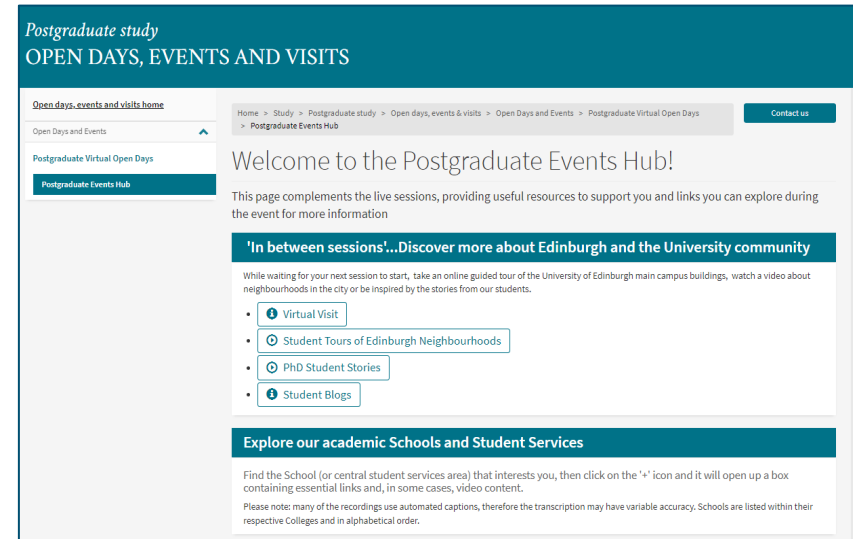 Postgraduate study
OPEN DAYS, EVENTS AND VISITS
Open days, events and visits home
Open Days and Events
Postgraduate Virtual Open Days
Postgraduate Events Hub
Home > Study > Postgraduate study > Open days, events & visits > Open Days and Events > Postgraduate Virtual Open Days
> Postgraduate Events Hub
Contact us
Welcome to the Postgraduate Events Hub!
This page complements the live sessions, providing useful resources to support you and links you can explore during
the event for more information
'In between sessions'...Discover more about Edinburgh and the University community
While waiting for your next session to start, take an online guided tour of the University of Edinburgh main campus buildings, watch a video about
neighbourhoods in the city or be inspired by the stories from our students.
Virtual Visit
Student Tours of Edinburgh Neighbourhoods
PhD Student Stories
Student Blogs
Explore our academic Schools and Student Services
Find the School (or central student services area) that interests you, then click on the '+' icon and it will open up a box
containing essential links and, in some cases, video content.
Please note: many of the recordings use automated captions, therefore the transcription may have variable accuracy. Schools are listed within their
respective Colleges and in alphabetical order.